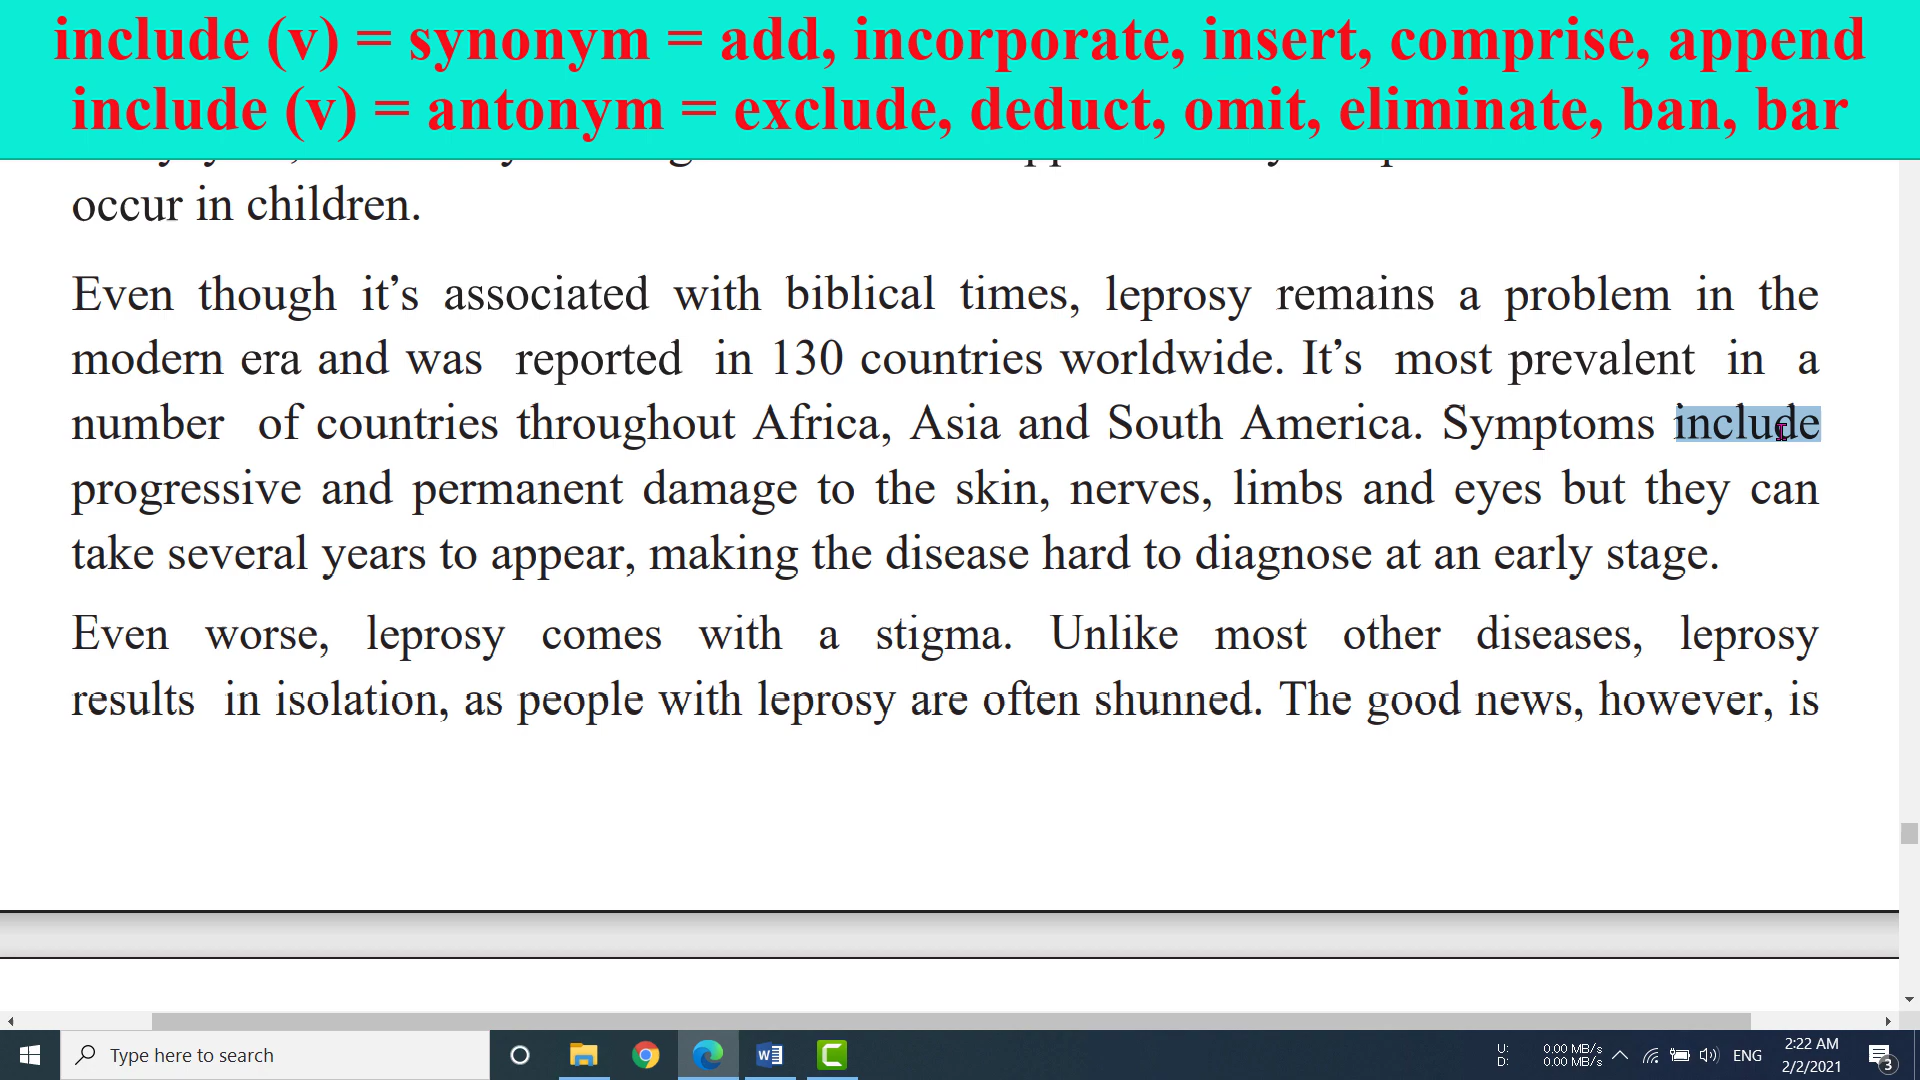 include (v) = synonym = add, incorporate, insert, comprise, append
include (v) = antonym = exclude, deduct, omit, eliminate, ban, bar
occur in children.
Even though it’s associated with biblical times, leprosy remains a problem in the
modern era and was reported in 130 countries worldwide. It’s most prevalent in a
number of countries throughout Africa, Asia and South America. Symptoms include
progressive and permanent damage to the skin, nerves, limbs and eyes but they can
take several years to appear, making the disease hard to diagnose at an early stage.
Even worse, leprosy comes with a stigma. Unlike most other diseases, leprosy
results in isolation, as people with leprosy are often shunned. The good news, however, is
Type here to search
U: 0.00 MB/s
D: 0.00 MB/s
ENG
2:22 AM
2/2/2021
3